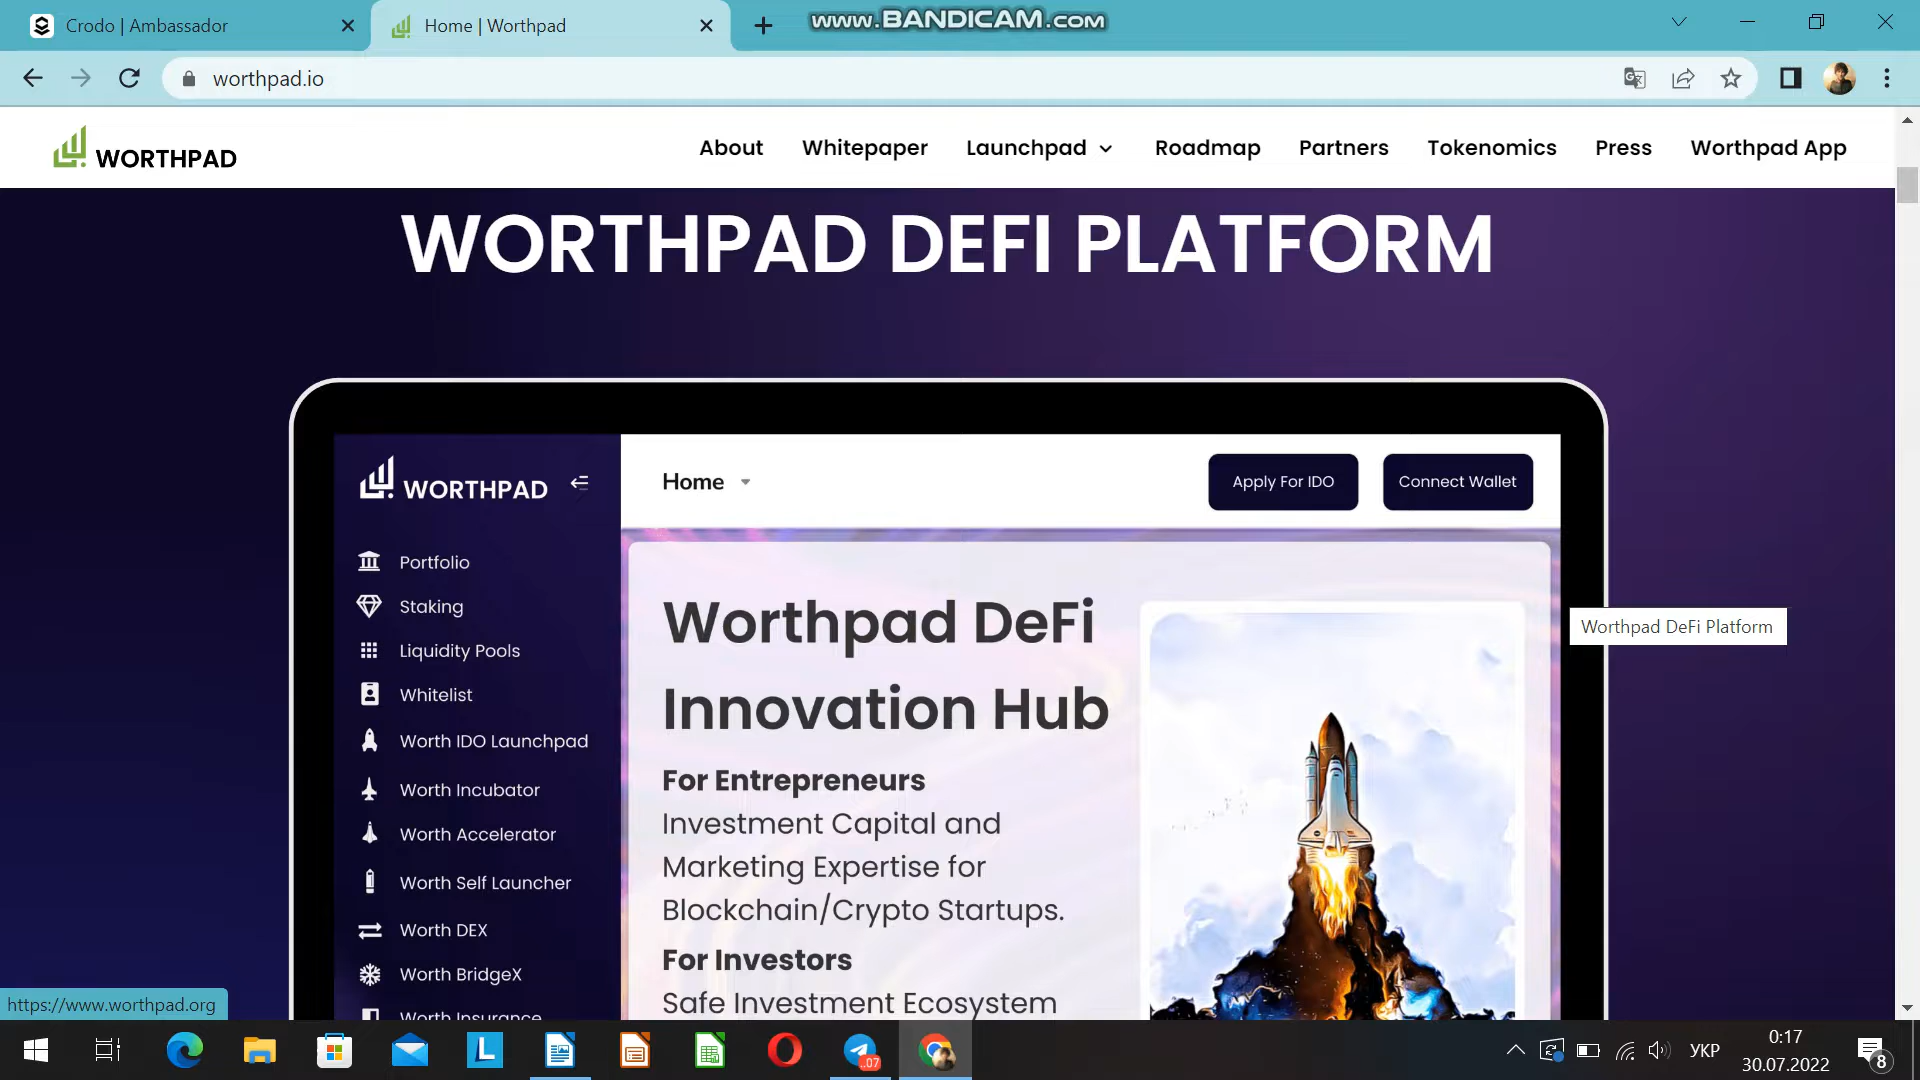 Crodo | Ambassador
Home | Worthpad
www.BANDICAM.com
worthpad.io
WORTHPAD
About
Whitepaper
Launchpad
Roadmap
Partners
Tokenomics
Press
Worthpad App
WORTHPAD DEFI PLATFORM
WORTHPAD
Home
Apply For IDO
Connect Wallet
Portfolio
Staking
Liquidity Pools
Whitelist
Worth IDO Launchpad
Worth Incubator
Worth Accelerator
Worth Self Launcher
Worth DEX
Worth BridgeX
Worth Insurance
Worthpad DeFi
Innovation Hub
For Entrepreneurs
Investment Capital and
Marketing Expertise for
Blockchain/Crypto Startups.
For Investors
Safe Investment Ecosystem
Worthpad DeFi Platform
https://www.worthpad.org
L
..07
УКР
0:17
30.07.2022
8